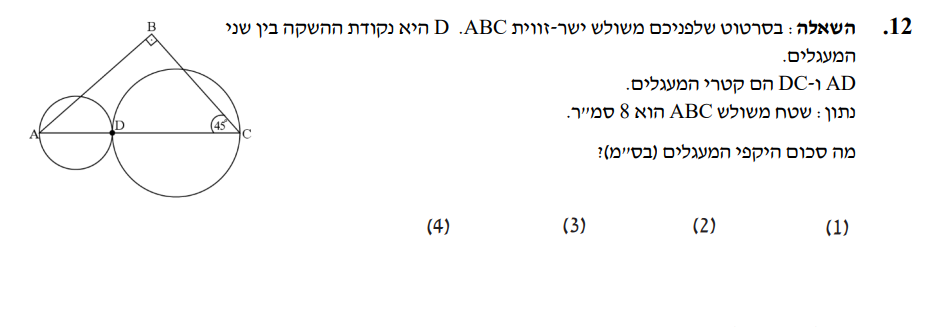 12. השאלה : בסרטוט שלפניכם משולש ישר-זווית ABC. D היא נקודת ההשקה בין שני
המעגלים.
AD ו-DC הם קטרי המעגלים.
נתון : שטח משולש ABC הוא 8 סמ״ר.
מה סכום היקפי המעגלים (בס״מ)?
(1) (2) (3) (4)
B
A D 45° C